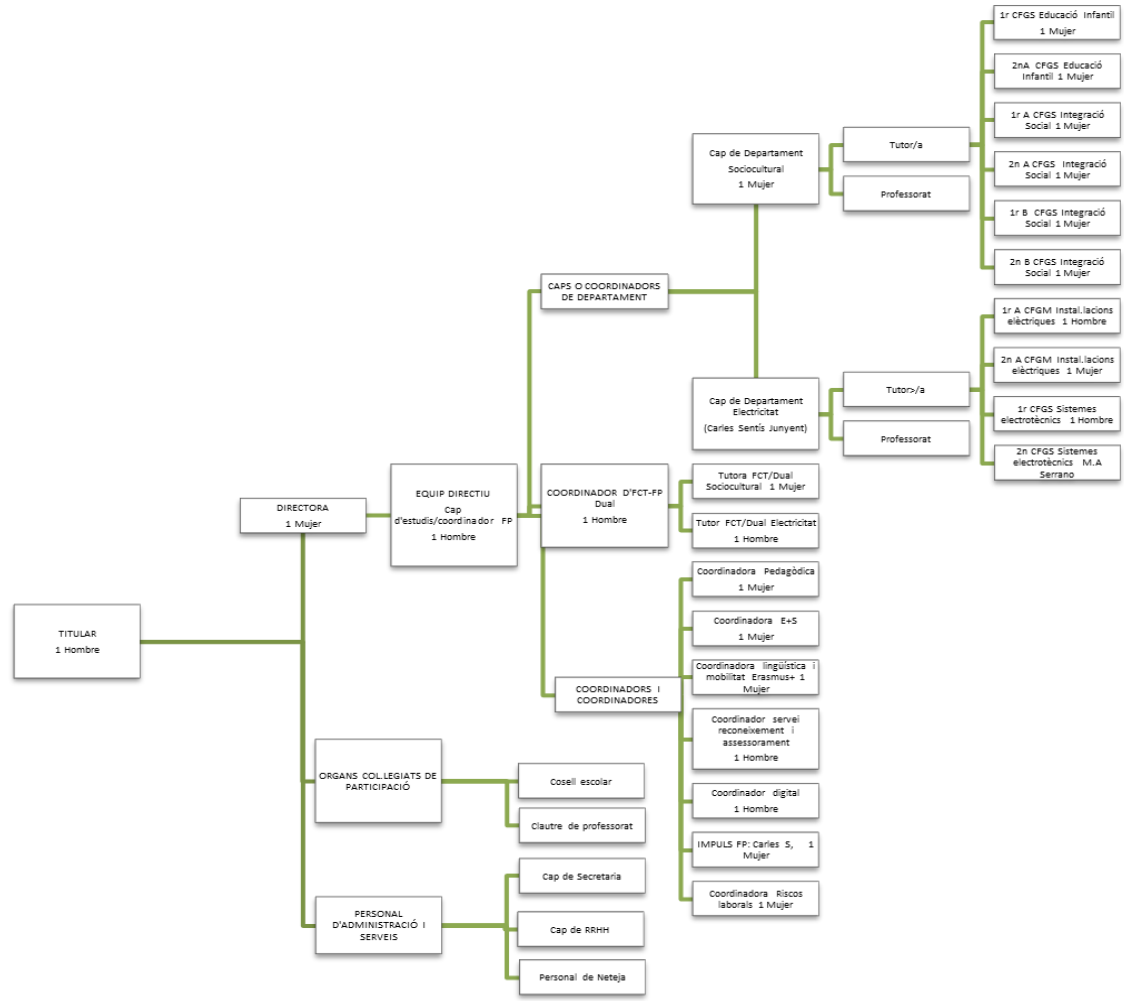 TITULAR
1 Hombre
DIRECTORA
1 Mujer
EQUIP DIRECTIU
Cap
d'estudis/coordinador FP
1 Hombre
CAPS O COORDINADORS
DE DEPARTAMENT
Cap de Departament
Sociocultural
1 Mujer
Tutor/a
1r CFGS Educació Infantil
1 Mujer
2nA CFGS Educació
Infantil 1 Mujer
1r A CFGS Integració
Social 1 Mujer
2n A CFGS Integració
Social 1 Mujer
1r B CFGS Integració
Social 1 Mujer
2n B CFGS Integració
Social 1 Mujer
Professorat
Cap de Departament
Electricitat
(Carles Sentís Junyent)
Tutor>/a
1r A CFGM Instal.lacions
elèctriques 1 Hombre
2n A CFGM Instal.lacions
elèctriques 1 Mujer
1r CFGS Sistemes
electrotècnics 1 Hombre
2n CFGS Sistemes
electrotècnics M.A
Serrano
Professorat
COORDINADOR D'FCT-FP
Dual
1 Hombre
Tutora FCT/Dual
Sociocultural 1 Mujer
Tutor FCT/Dual Electricitat
1 Hombre
COORDINADORS I
COORDINADORES
Coordinadora Pedagògica
1 Mujer
Coordinadora E+S
1 Mujer
Coordinadora lingüística i
mobilitat Erasmus+ 1
Mujer
Coordinador servei
reconeixement i
assessorament
1 Hombre
Coordinador digital
1 Hombre
IMPULS FP: Carles S, 1
Mujer
Coordinadora Riscos
laborals 1 Mujer
ORGANS COL.LEGIATS DE
PARTICIPACIÓ
Cosell escolar
Clautre de professorat
PERSONAL
D'ADMINISTRACIÓ I
SERVEIS
Cap de Secretaria
Cap de RRHH
Personal de Neteja